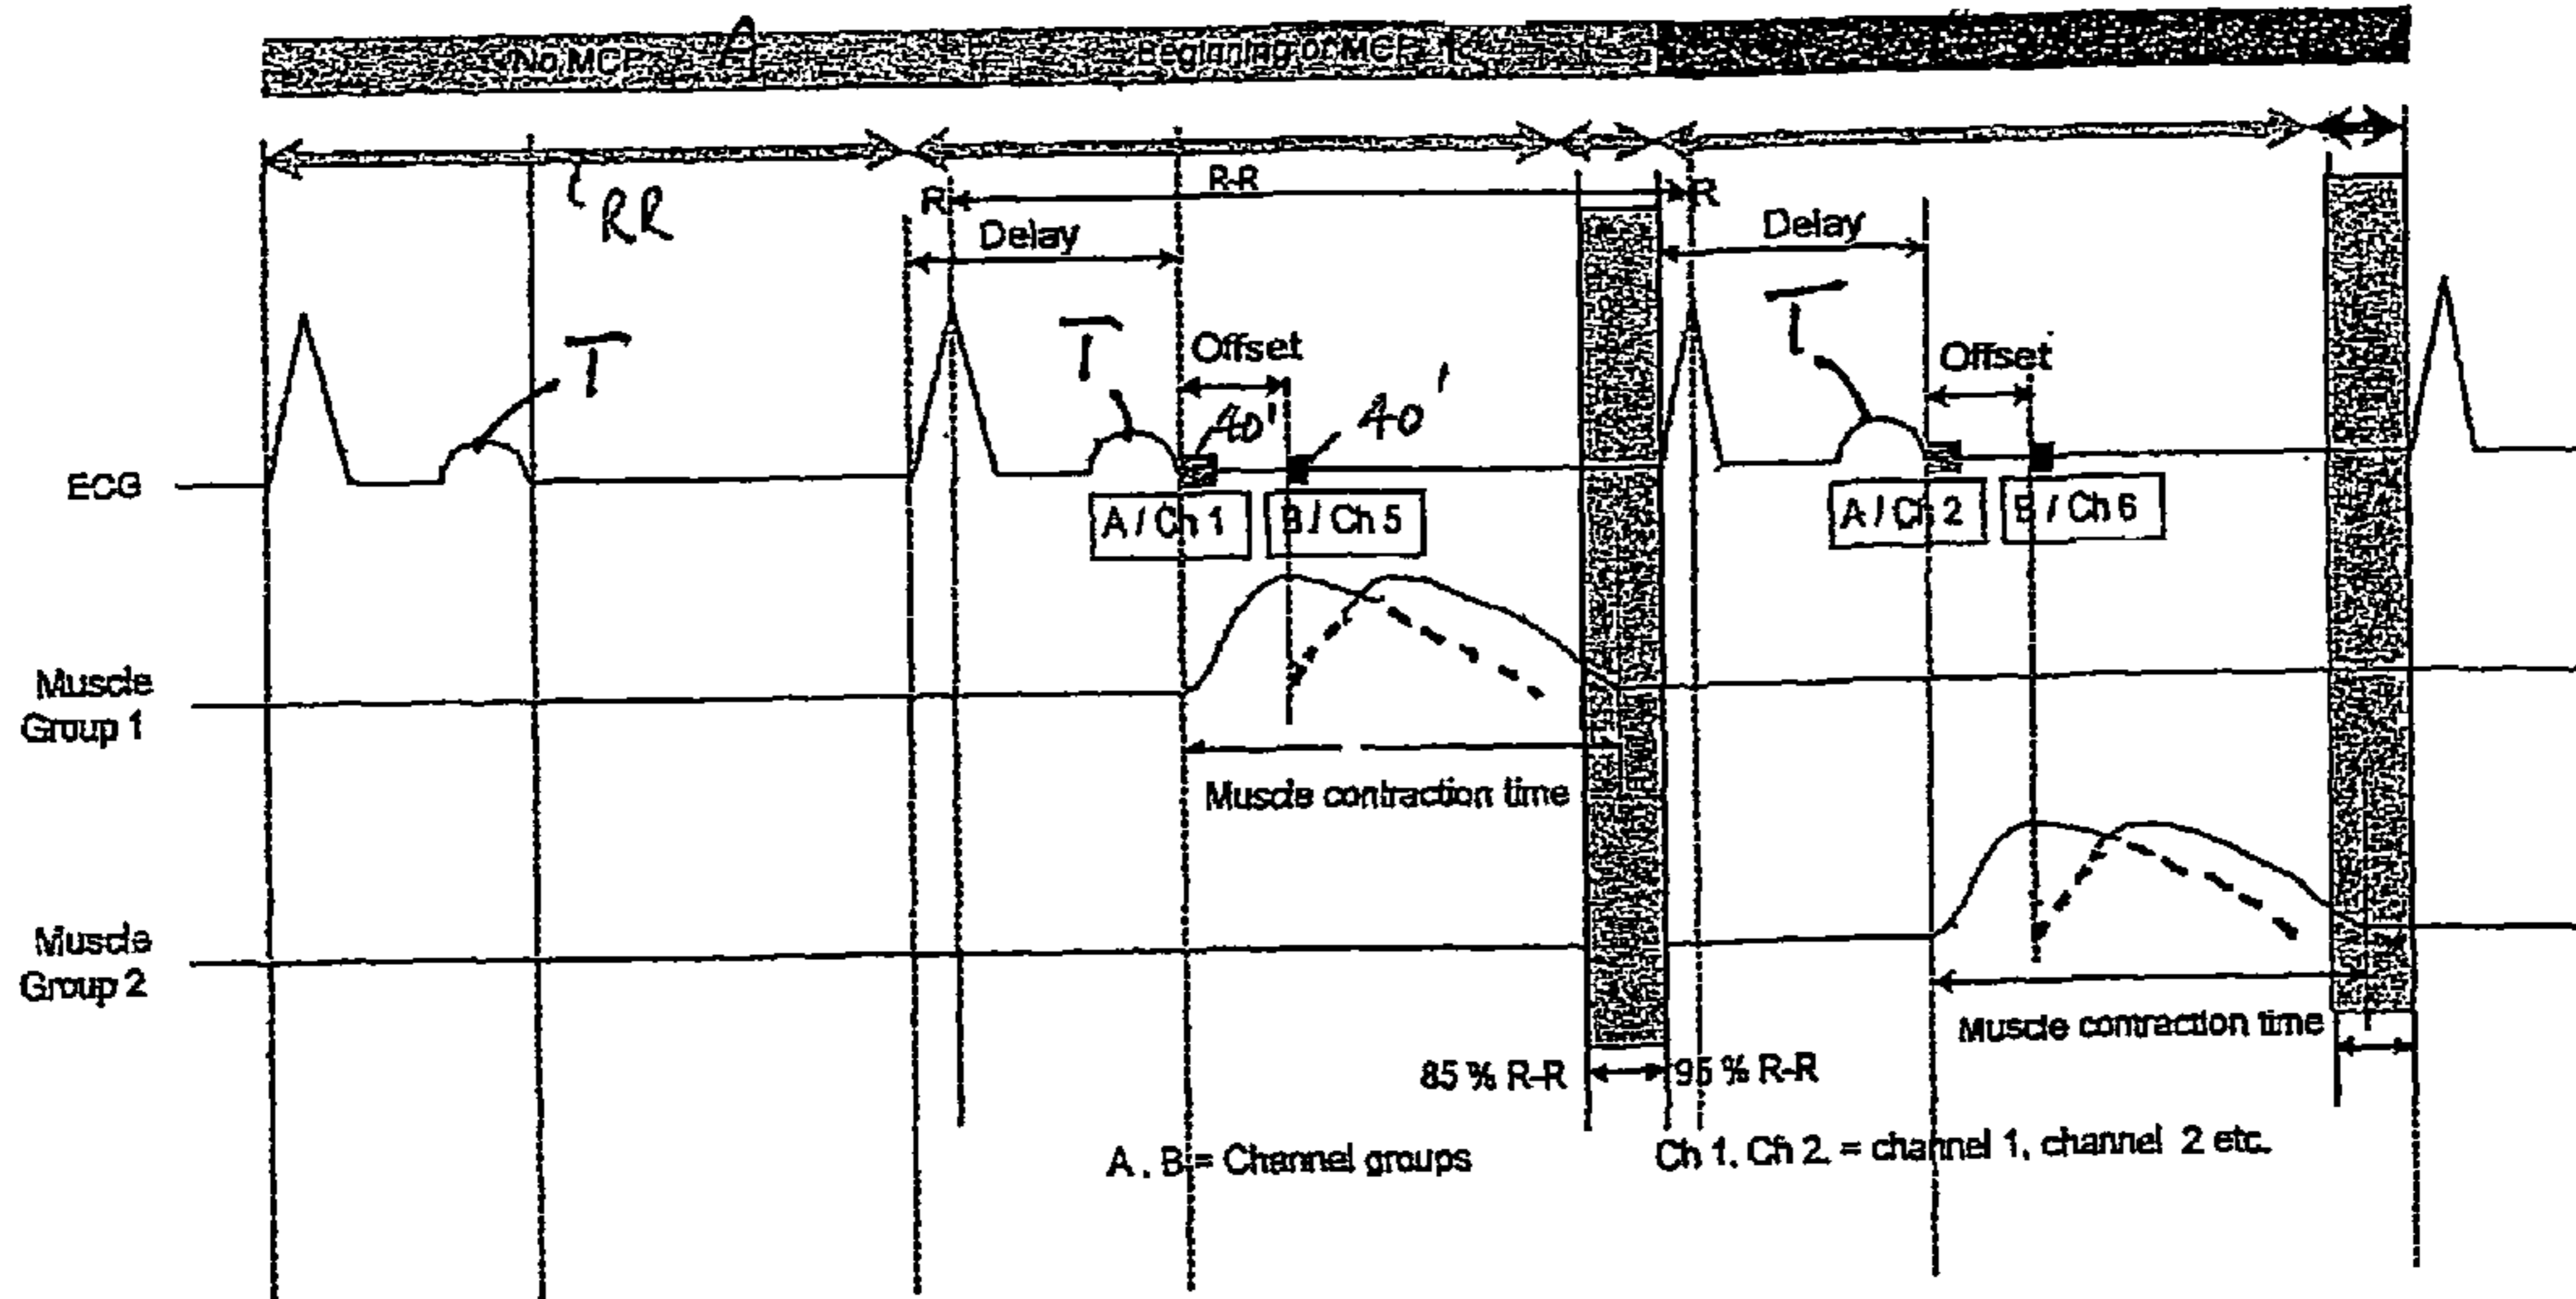 No MCP A
Beginning of MCP
RR
R
R-R
R
Delay
Delay
T
T
T
Offset
Offset
40'
40'
ECG
A / Ch 1
B / Ch 5
A / Ch 2
B / Ch 6
Muscle
Group 1
Muscle contraction time
Muscle
Group 2
Muscle contraction time
85 % R-R
95 % R-R
A, B = Channel groups
Ch 1, Ch 2. = channel 1, channel 2 etc.